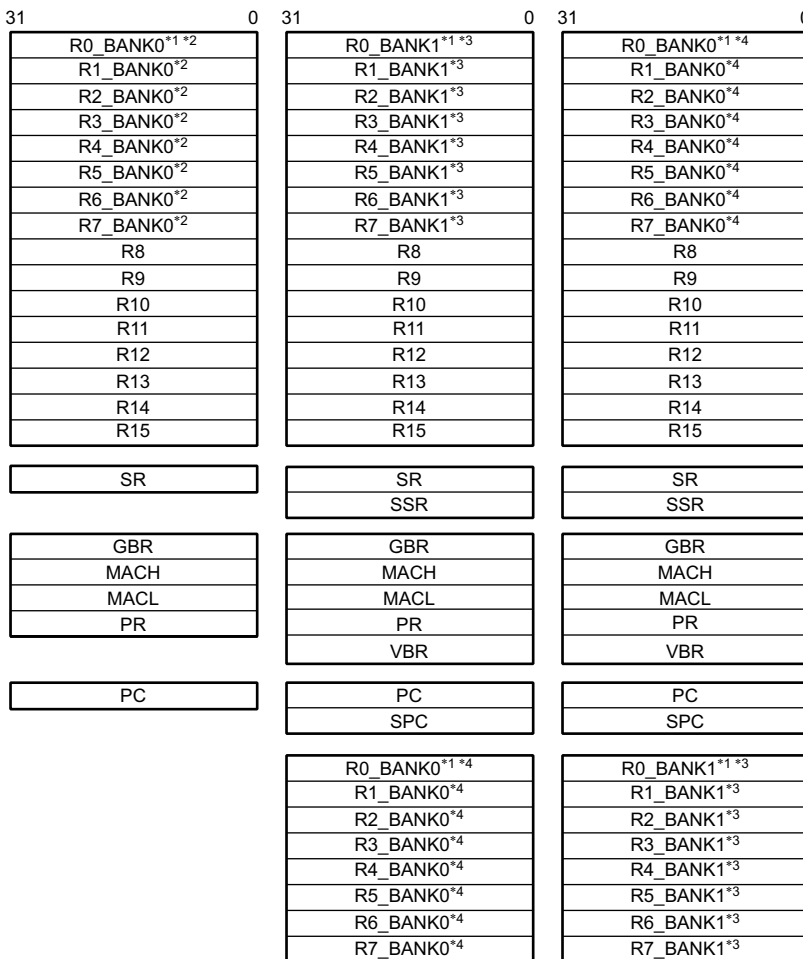 31 0 31 0 31 0
R0_BANK0*1 *2 R0_BANK1*1 *3 R0_BANK0*1 *4
R1_BANK0*2 R1_BANK1*3 R1_BANK0*4
R2_BANK0*2 R2_BANK1*3 R2_BANK0*4
R3_BANK0*2 R3_BANK1*3 R3_BANK0*4
R4_BANK0*2 R4_BANK1*3 R4_BANK0*4
R5_BANK0*2 R5_BANK1*3 R5_BANK0*4
R6_BANK0*2 R6_BANK1*3 R6_BANK0*4
R7_BANK0*2 R7_BANK1*3 R7_BANK0*4
R8 R8 R8
R9 R9 R9
R10 R10 R10
R11 R11 R11
R12 R12 R12
R13 R13 R13
R14 R14 R14
R15 R15 R15
SR SR SR
SSR SSR
GBR GBR GBR
MACH MACH MACH
MACL MACL MACL
PR PR PR
VBR VBR
PC PC PC
SPC SPC
R0_BANK0*1 *4 R0_BANK1*1 *3
R1_BANK0*4 R1_BANK1*3
R2_BANK0*4 R2_BANK1*3
R3_BANK0*4 R3_BANK1*3
R4_BANK0*4 R4_BANK1*3
R5_BANK0*4 R5_BANK1*3
R6_BANK0*4 R6_BANK1*3
R7_BANK0*4 R7_BANK1*3